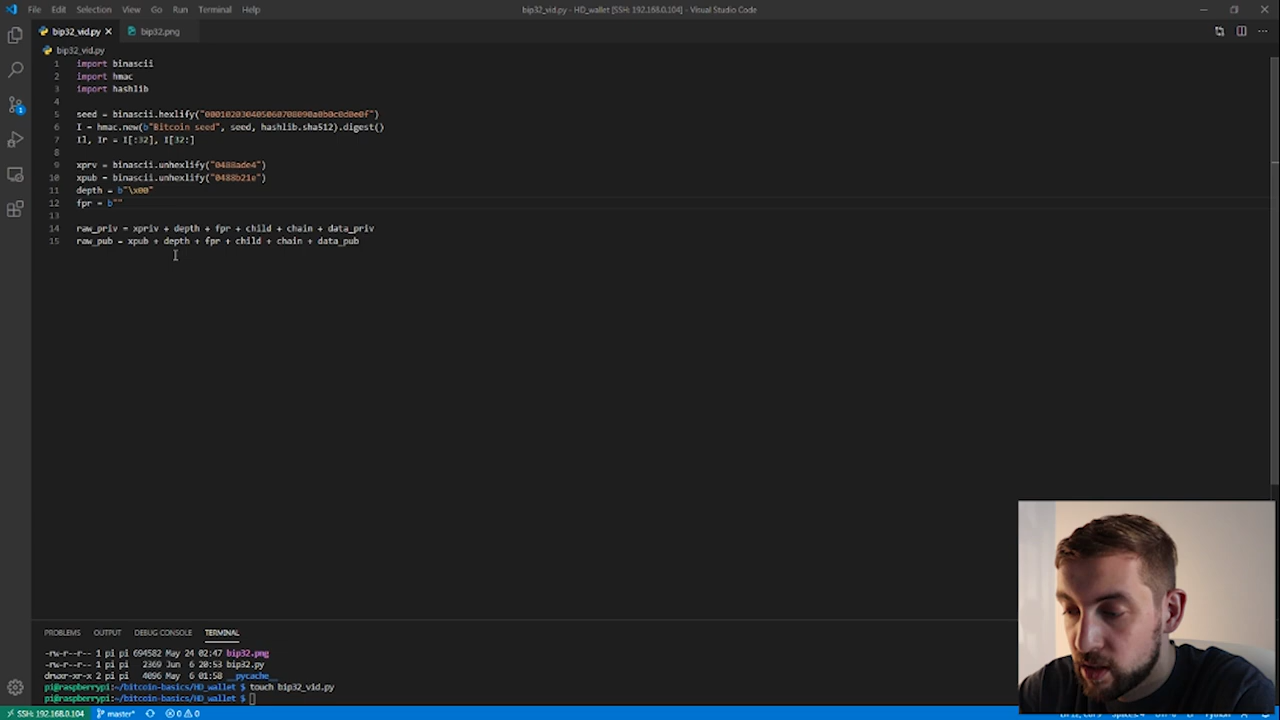 File Edit Selection View Go Run Terminal Help
bip32_vid.py - HD_wallet [SSH: 192.168.0.104] - Visual Studio Code
bip32_vid.py
bip32.png
bip32_vid.py
1 import binascii
2 import hmac
3 import hashlib
4
5 seed = binascii.hexlify("000102030405060708090a0b0c0d0e0f")
6 I = hmac.new(b"Bitcoin seed", seed, hashlib.sha512).digest()
7 Il, Ir = I[:32], I[32:]
8
9 xprv = binascii.unhexlify("0488ade4")
10 xpub = binascii.unhexlify("0488b21e")
11 depth = b"\x00"
12 fpr = b""
13
14 raw_priv = xpriv + depth + fpr + child + chain + data_priv
15 raw_pub = xpub + depth + fpr + child + chain + data_pub
PROBLEMS OUTPUT DEBUG CONSOLE TERMINAL
-rw-r--r-- 1 pi pi 694582 May 24 02:47 bip32.png
-rw-r--r-- 1 pi pi 2369 Jun 6 20:53 bip32.py
drwxr-xr-x 2 pi pi 4096 May 6 01:58 __pycache__
pi@raspberrypi:~/bitcoin-basics/HD_wallet $ touch bip32_vid.py
pi@raspberrypi:~/bitcoin-basics/HD_wallet $
SSH: 192.168.0.104 master* 0 0